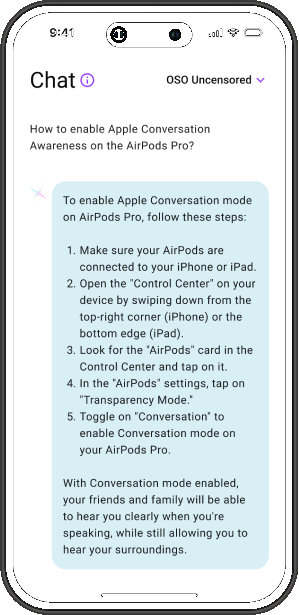 9:41
Chat
OSO Uncensored
How to enable Apple Conversation
Awareness on the AirPods Pro?
To enable Apple Conversation mode
on AirPods Pro, follow these steps:
1. Make sure your AirPods are
connected to your iPhone or iPad.
2. Open the "Control Center" on your
device by swiping down from the
top-right corner (iPhone) or the
bottom edge (iPad).
3. Look for the "AirPods" card in the
Control Center and tap on it.
4. In the "AirPods" settings, tap on
"Transparency Mode."
5. Toggle on "Conversation" to
enable Conversation mode on
your AirPods Pro.
With Conversation mode enabled,
your friends and family will be able
to hear you clearly when you're
speaking, while still allowing you to
hear your surroundings.